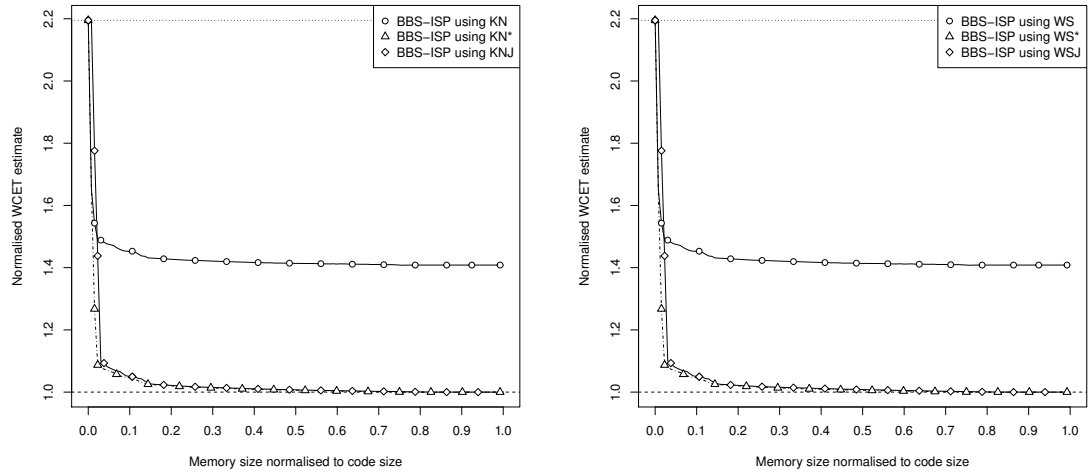 BBS−ISP using KN
BBS−ISP using KN*
BBS−ISP using KNJ
Normalised WCET estimate
2.2
2.0
1.8
1.6
1.4
1.2
1.0
0.0 0.1 0.2 0.3 0.4 0.5 0.6 0.7 0.8 0.9 1.0
Memory size normalised to code size
BBS−ISP using WS
BBS−ISP using WS*
BBS−ISP using WSJ
Normalised WCET estimate
2.2
2.0
1.8
1.6
1.4
1.2
1.0
0.0 0.1 0.2 0.3 0.4 0.5 0.6 0.7 0.8 0.9 1.0
Memory size normalised to code size